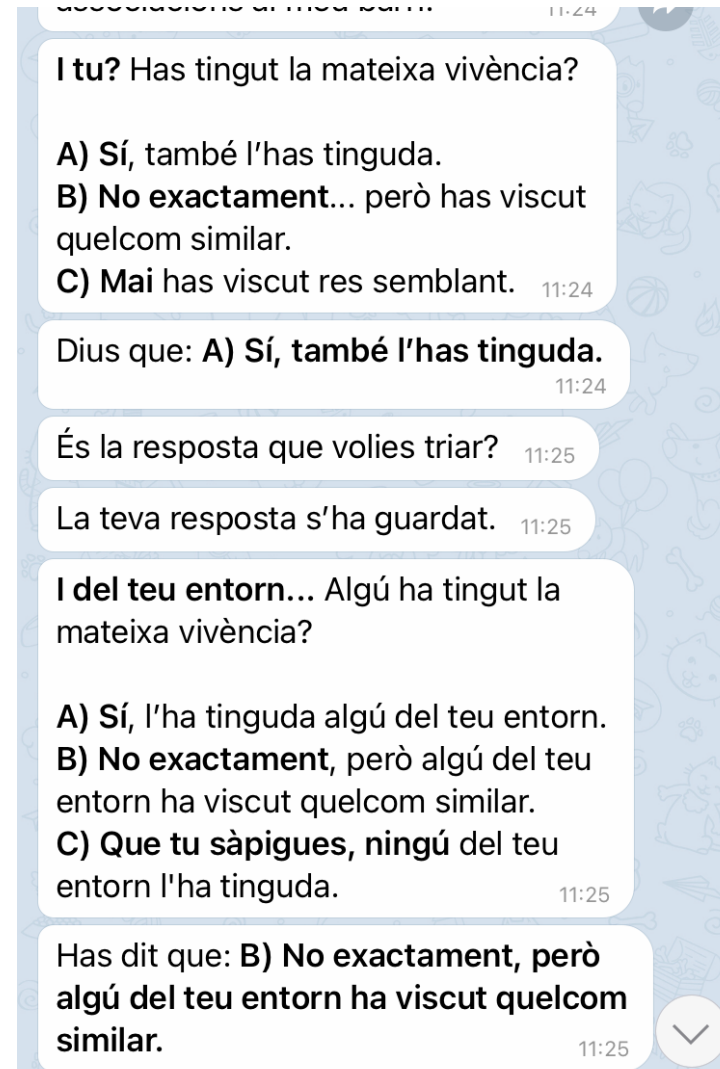 11:24
I tu? Has tingut la mateixa vivència?
A) Sí, també l’has tinguda.
B) No exactament... però has viscut
quelcom similar.
C) Mai has viscut res semblant. 11:24
Dius que: A) Sí, també l’has tinguda.
11:24
És la resposta que volies triar? 11:25
La teva resposta s’ha guardat. 11:25
I del teu entorn... Algú ha tingut la
mateixa vivència?
A) Sí, l’ha tinguda algú del teu entorn.
B) No exactament, però algú del teu
entorn ha viscut quelcom similar.
C) Que tu sàpigues, ningú del teu
entorn l'ha tinguda. 11:25
Has dit que: B) No exactament, però
algú del teu entorn ha viscut quelcom
similar. 11:25